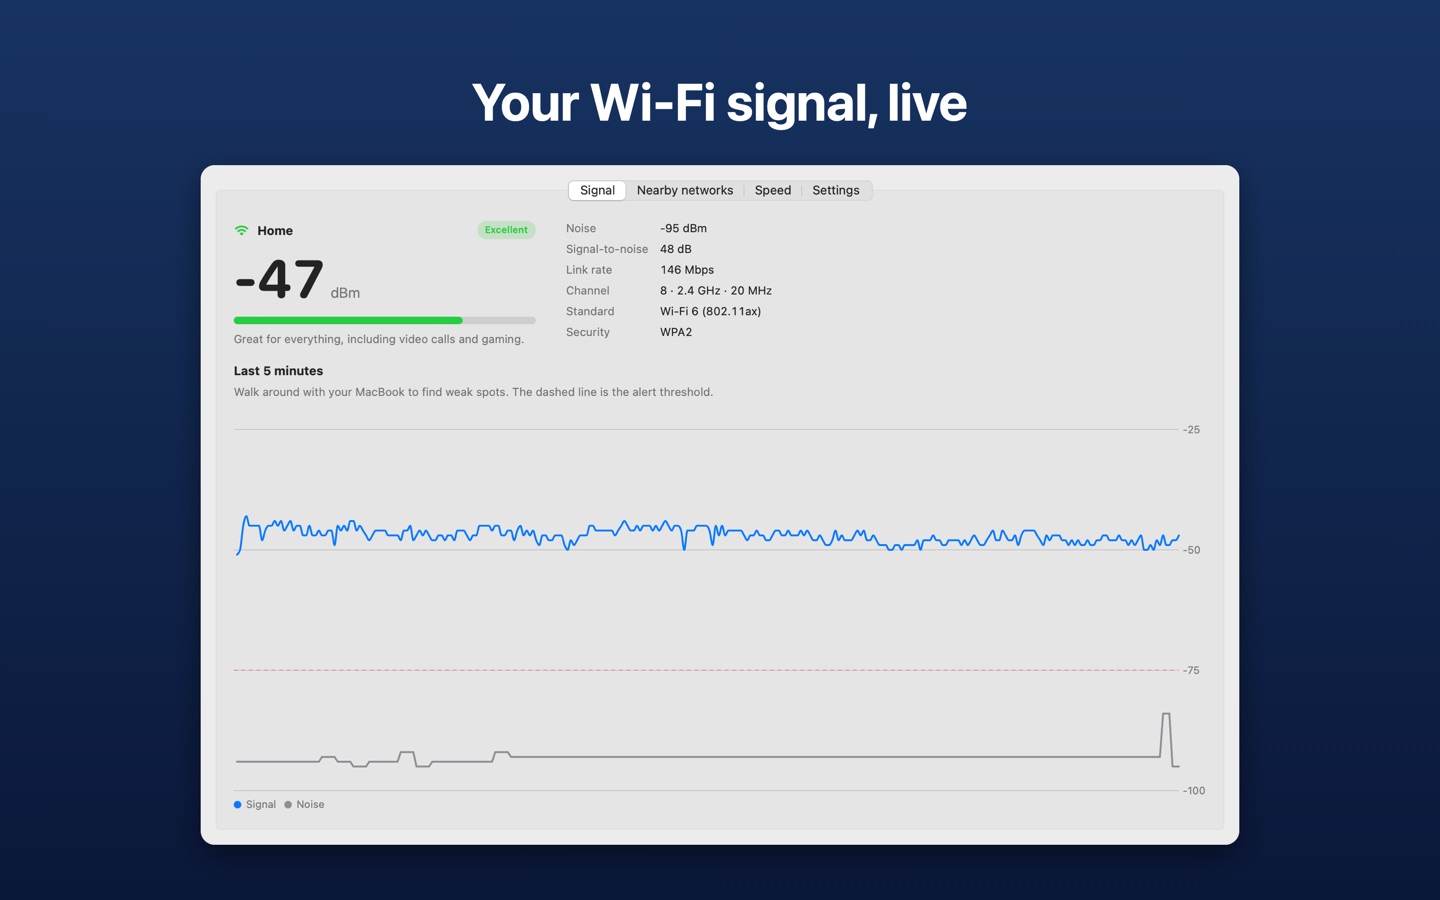 Your Wi-Fi signal, live
Signal Nearby networks Speed Settings
Home Excellent
-47 dBm
Great for everything, including video calls and gaming.
Noise -95 dBm
Signal-to-noise 48 dB
Link rate 146 Mbps
Channel 8 · 2.4 GHz · 20 MHz
Standard Wi-Fi 6 (802.11ax)
Security WPA2
Last 5 minutes
Walk around with your MacBook to find weak spots. The dashed line is the alert threshold.
-25
-50
-75
-100
Signal Noise